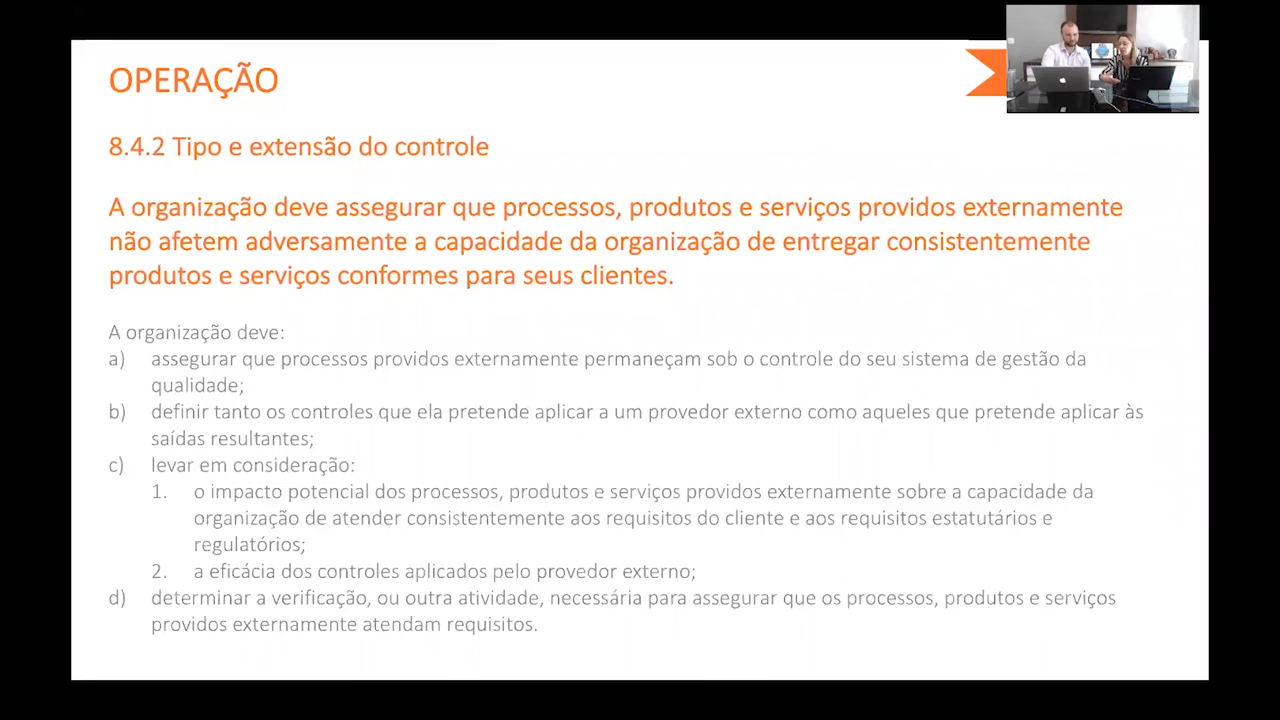 OPERAÇÃO
8.4.2 Tipo e extensão do controle
A organização deve assegurar que processos, produtos e serviços providos externamente
não afetem adversamente a capacidade da organização de entregar consistentemente
produtos e serviços conformes para seus clientes.
A organização deve:
a) assegurar que processos providos externamente permaneçam sob o controle do seu sistema de gestão da
qualidade;
b) definir tanto os controles que ela pretende aplicar a um provedor externo como aqueles que pretende aplicar às
saídas resultantes;
c) levar em consideração:
1. o impacto potencial dos processos, produtos e serviços providos externamente sobre a capacidade da
organização de atender consistentemente aos requisitos do cliente e aos requisitos estatutários e
regulatórios;
2. a eficácia dos controles aplicados pelo provedor externo;
d) determinar a verificação, ou outra atividade, necessária para assegurar que os processos, produtos e serviços
providos externamente atendam requisitos.